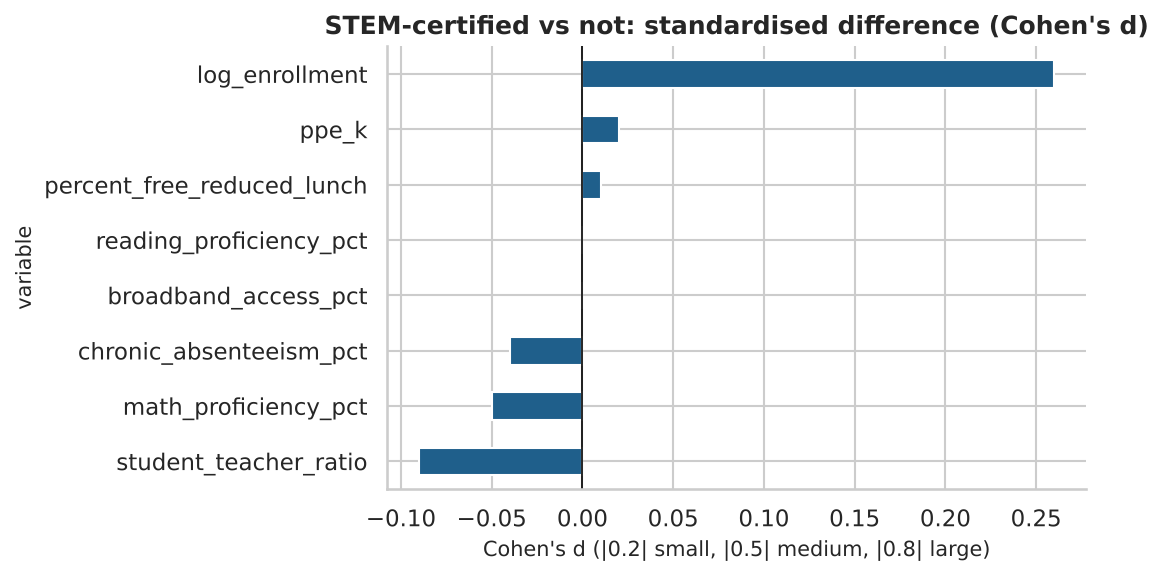 STEM-certified vs not: standardised difference (Cohen's d)
log_enrollment
ppe_k
percent_free_reduced_lunch
reading_proficiency_pct
broadband_access_pct
chronic_absenteeism_pct
math_proficiency_pct
student_teacher_ratio
variable
−0.10 −0.05 0.00 0.05 0.10 0.15 0.20 0.25
Cohen's d (|0.2| small, |0.5| medium, |0.8| large)